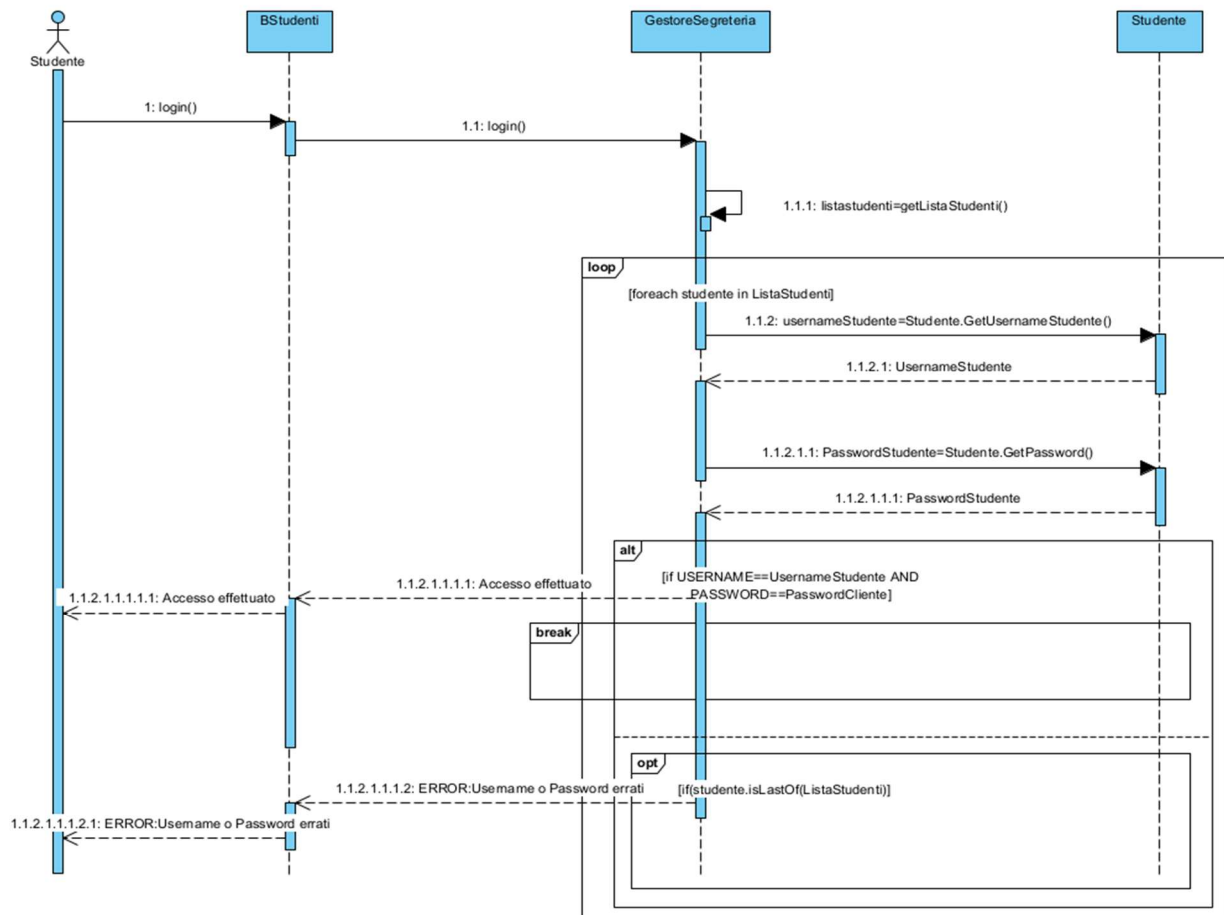 BStudenti
GestoreSegreteria
Studente
Studente
1: login()
1.1: login()
1.1.1: listastudenti=getListaStudenti()
loop
[foreach studente in ListaStudenti]
1.1.2: usernameStudente=Studente.GetUsernameStudente()
1.1.2.1: UsernameStudente
1.1.2.1.1: PasswordStudente=Studente.GetPassword()
1.1.2.1.1.1: PasswordStudente
alt
[if USERNAME==UsernameStudente AND
PASSWORD==PasswordCliente]
1.1.2.1.1.1.1: Accesso effettuato
1.1.2.1.1.1.1.1: Accesso effettuato
break
opt
[if(studente.isLastOf(ListaStudenti)]
1.1.2.1.1.1.2: ERROR:Username o Password errati
1.1.2.1.1.1.2.1: ERROR:Username o Password errati